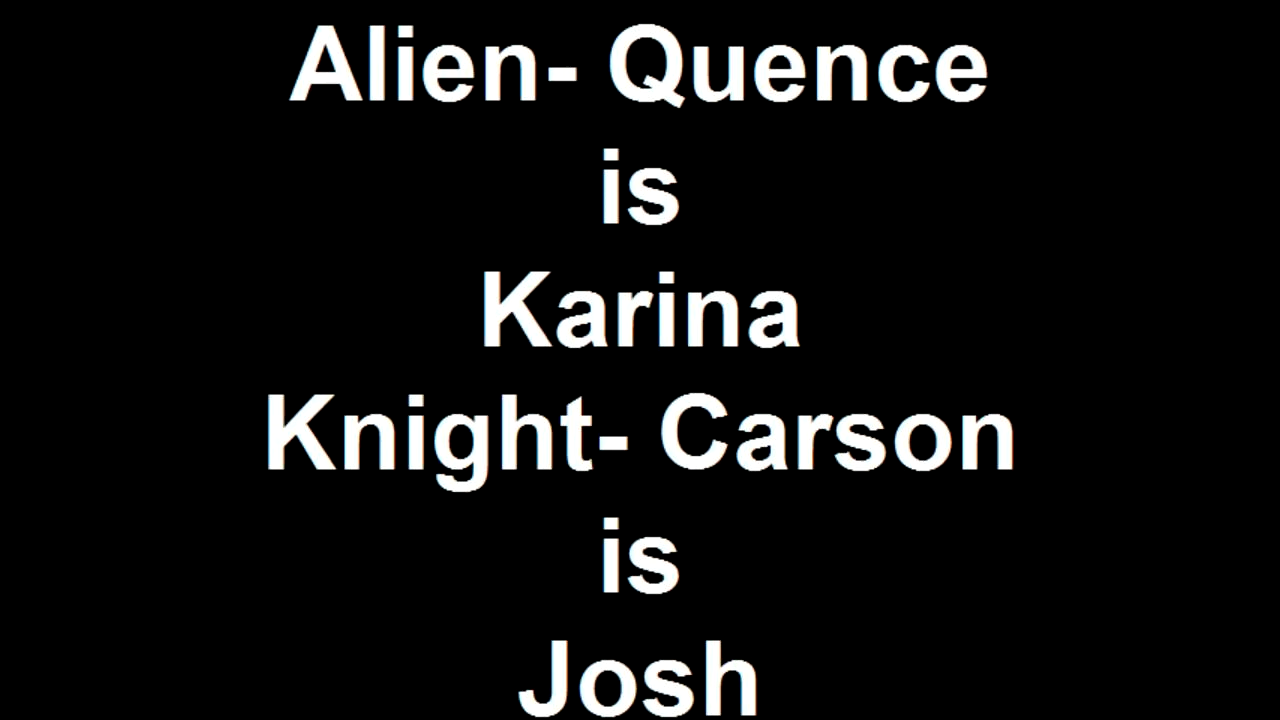 Alien- Quence
is
Karina
Knight- Carson
is
Josh